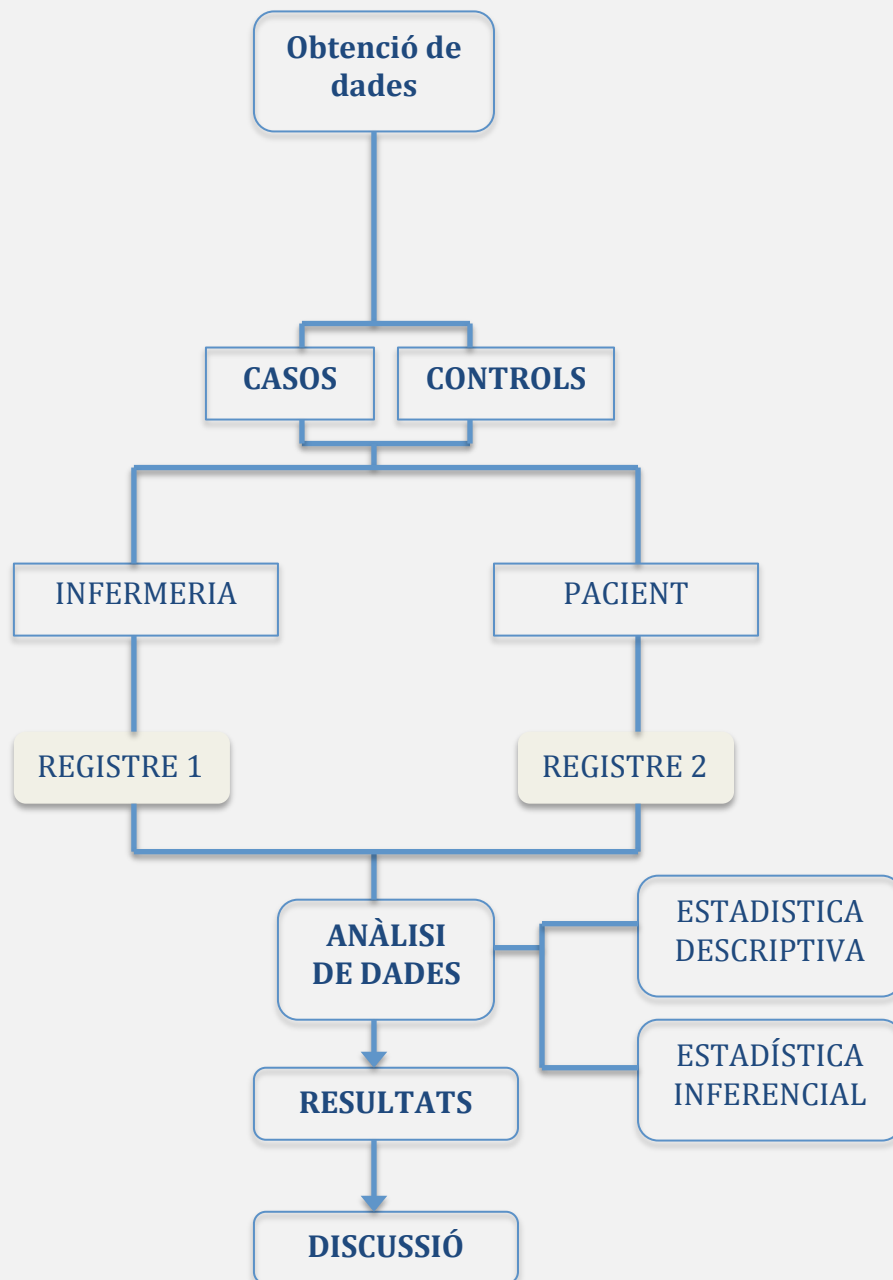 Obtenció de
dades
CASOS
CONTROLS
INFERMERIA
PACIENT
REGISTRE 1
REGISTRE 2
ANÀLISI
DE DADES
ESTADISTICA
DESCRIPTIVA
ESTADÍSTICA
INFERENCIAL
RESULTATS
DISCUSSIÓ